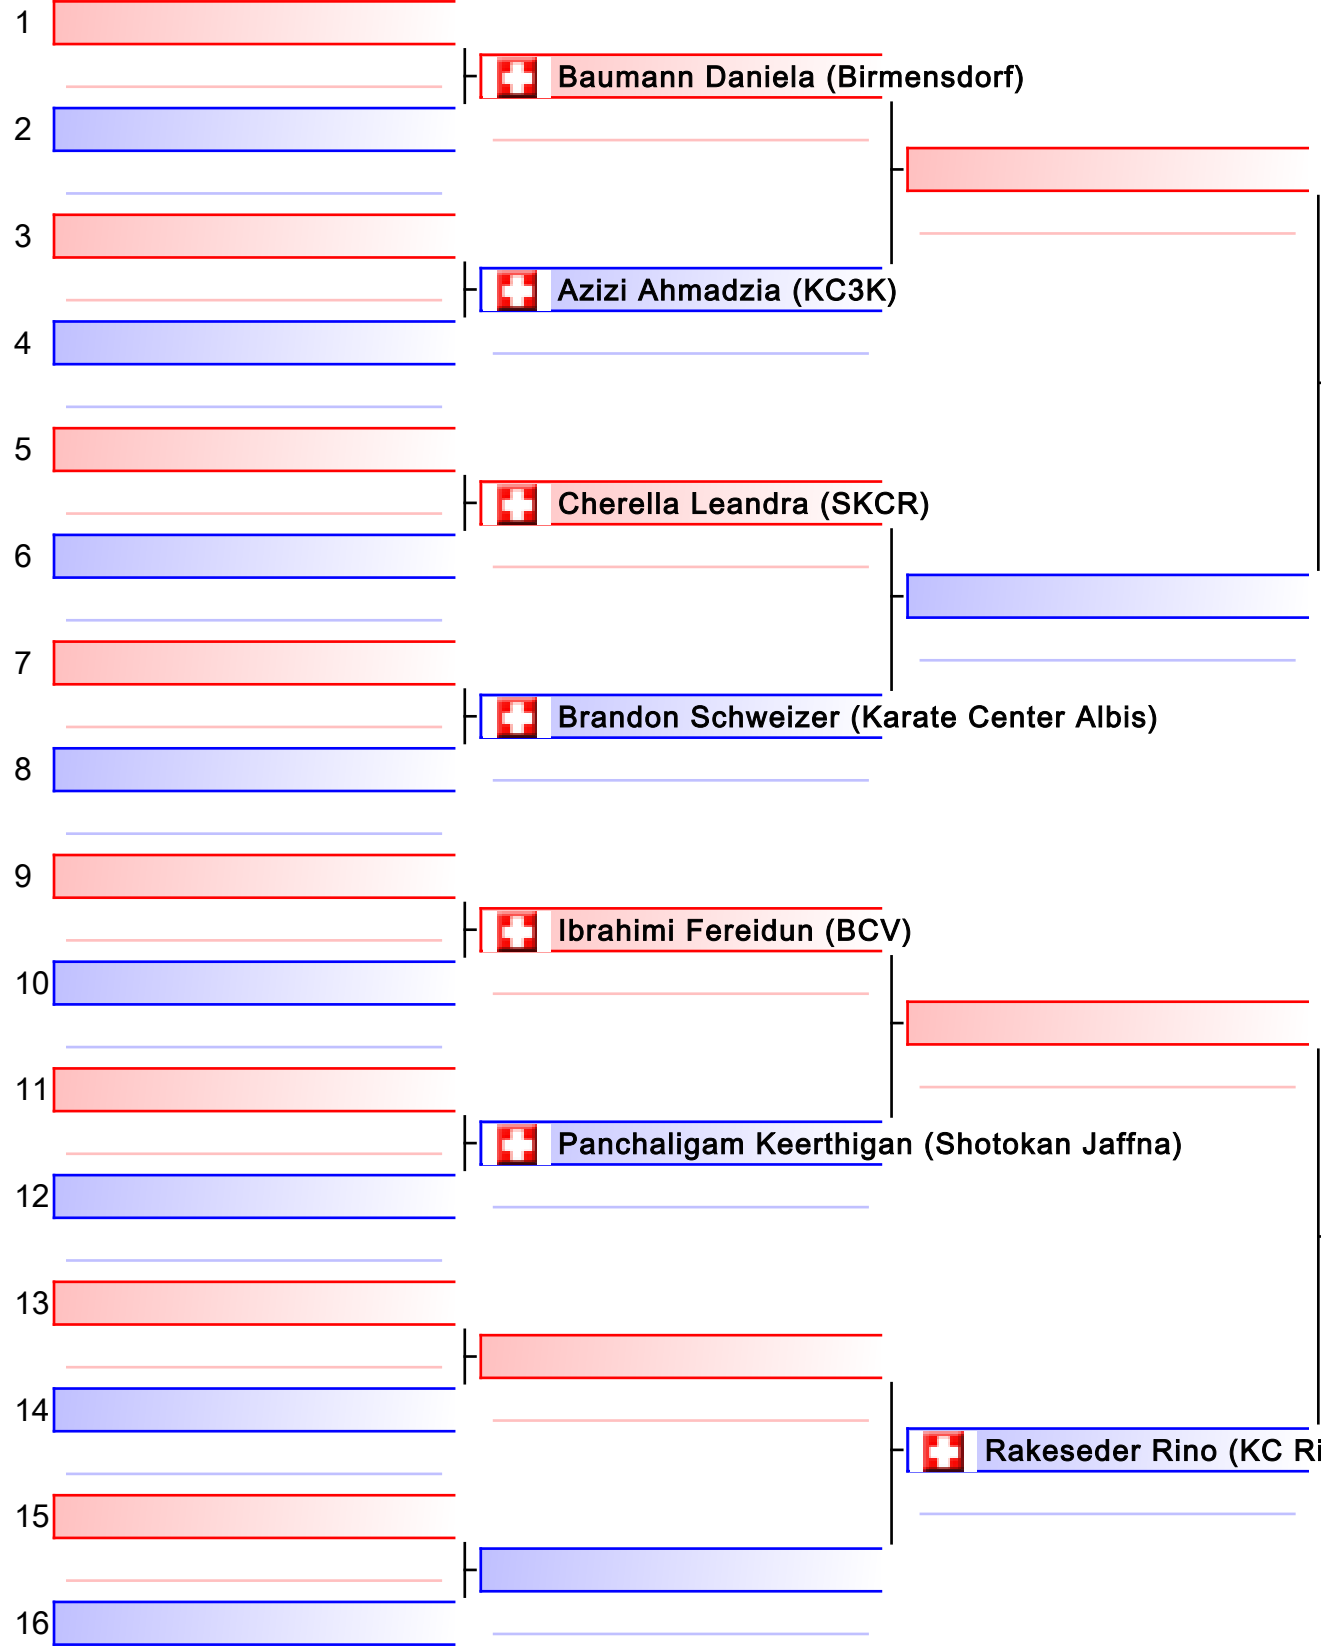 1
Baumann Daniela (Birmensdorf)
2
3
Azizi Ahmadzia (KC3K)
4
5
Cherella Leandra (SKCR)
6
7
Brandon Schweizer (Karate Center Albis)
8
9
Ibrahimi Fereidun (BCV)
10
11
Panchaligam Keerthigan (Shotokan Jaffna)
12
13
14
Rakeseder Rino (KC Ri
15
16